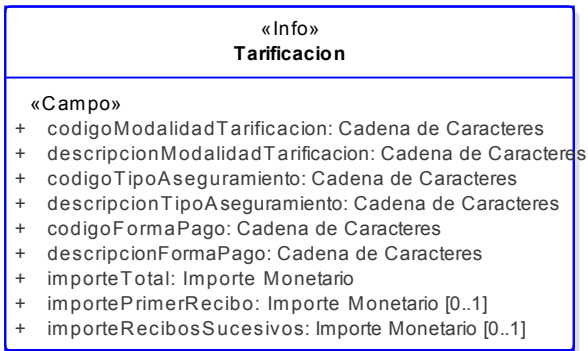 «Info»
Tarificacion
«Campo»
+ codigoModalidadTarificacion: Cadena de Caracteres
+ descripcionModalidadTarificacion: Cadena de Caracteres
+ codigoTipoAseguramiento: Cadena de Caracteres
+ descripcionTipoAseguramiento: Cadena de Caracteres
+ codigoFormaPago: Cadena de Caracteres
+ descripcionFormaPago: Cadena de Caracteres
+ importeTotal: Importe Monetario
+ importePrimerRecibo: Importe Monetario [0..1]
+ importeRecibosSucesivos: Importe Monetario [0..1]